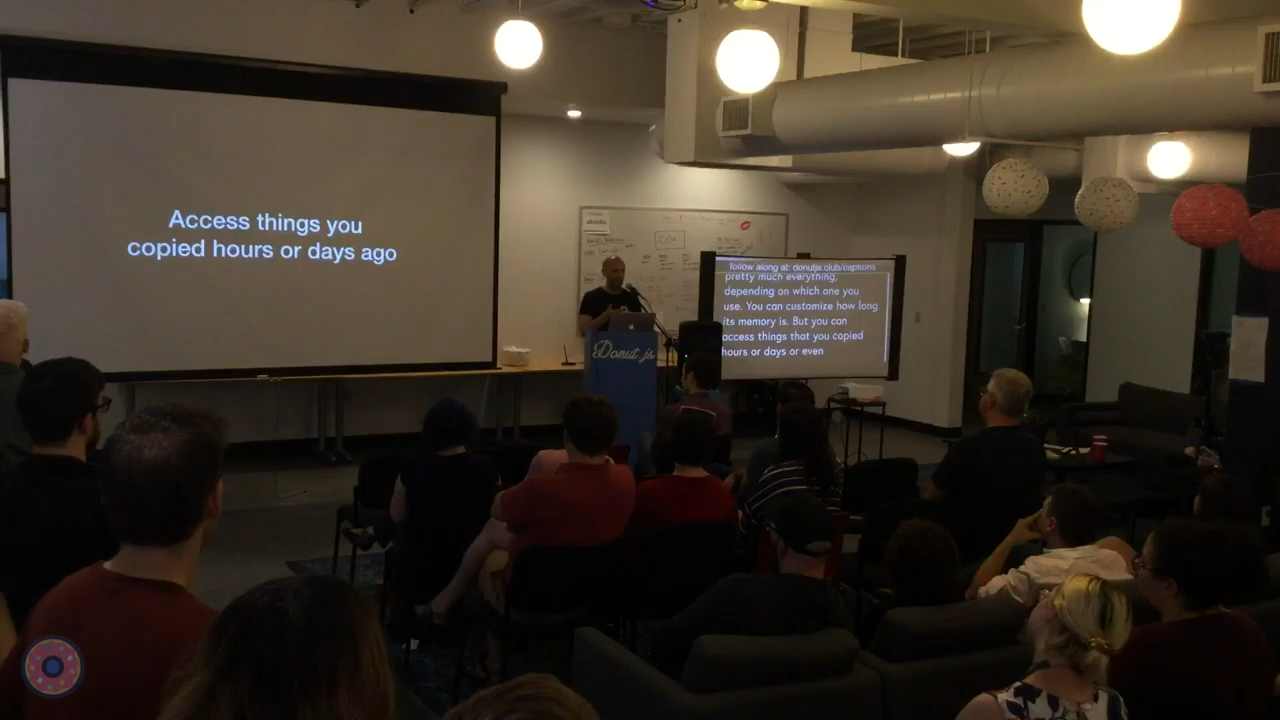 Access things you
copied hours or days ago
follow along at: donutjs.club/captions
pretty much everything,
depending on which one you
use. You can customize how long
its memory is. But you can
access things that you copied
hours or days or even
Donut.js